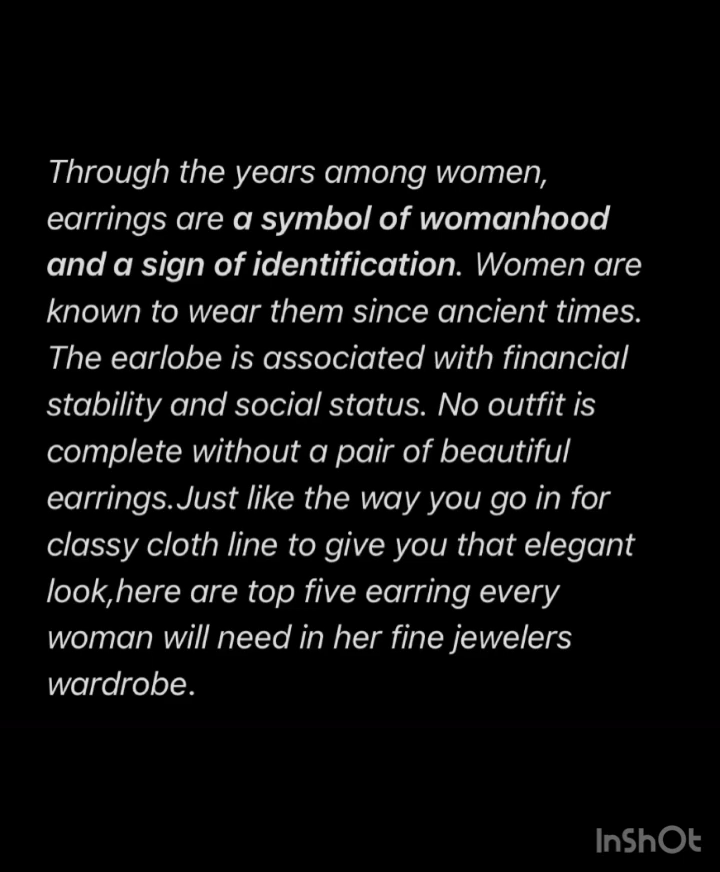 Through the years among women,
earrings are a symbol of womanhood
and a sign of identification. Women are
known to wear them since ancient times.
The earlobe is associated with financial
stability and social status. No outfit is
complete without a pair of beautiful
earrings.Just like the way you go in for
classy cloth line to give you that elegant
look,here are top five earring every
woman will need in her fine jewelers
wardrobe.
InShOt